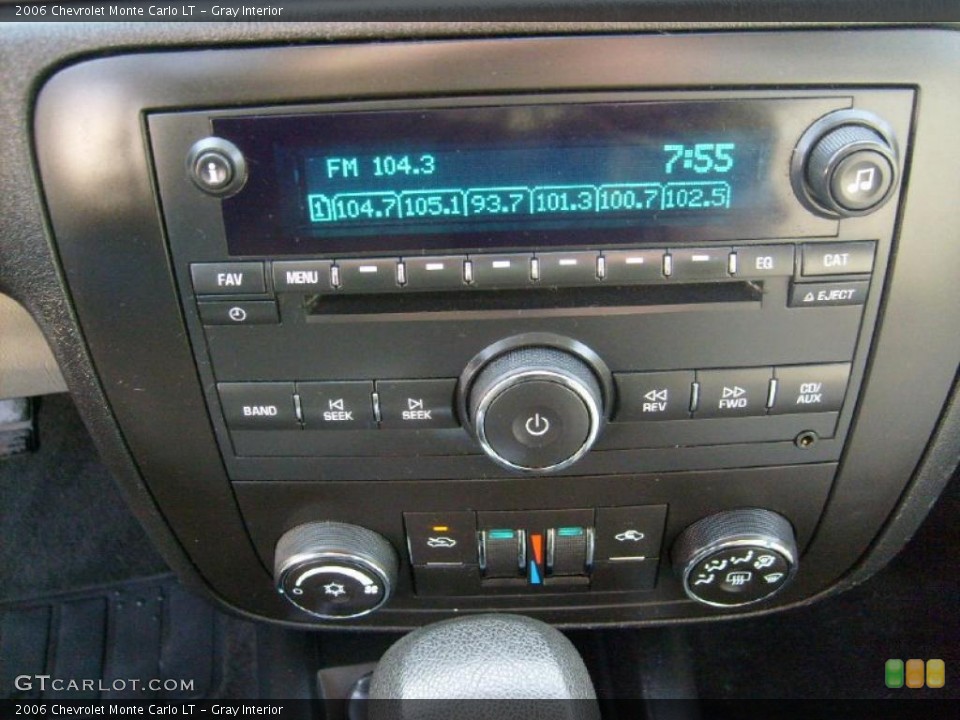 2006 Chevrolet Monte Carlo LT - Gray Interior
FM 104.3 7:55
1 104.7 105.1 93.7 101.3 100.7 102.5
FAV MENU EQ CAT
EJECT
BAND SEEK SEEK REV FWD CD/AUX
GTCARLOT.COM
2006 Chevrolet Monte Carlo LT - Gray Interior